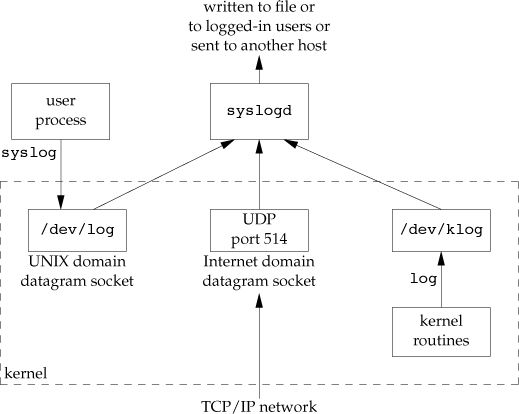 written to file or
to logged-in users or
sent to another host
user
process
syslogd
syslog
/dev/log
UNIX domain
datagram socket
UDP
port 514
Internet domain
datagram socket
/dev/klog
log
kernel
routines
kernel
TCP/IP network